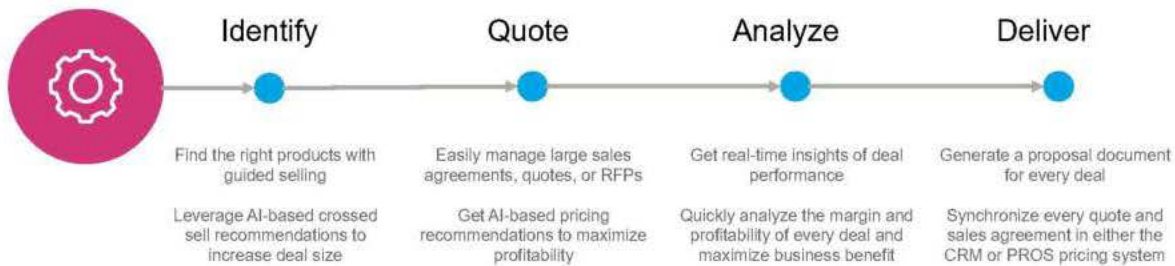 Identify
Find the right products with
guided selling
Leverage AI-based crossed
sell recommendations to
increase deal size
Quote
Easily manage large sales
agreements, quotes, or RFPs
Get AI-based pricing
recommendations to maximize
profitability
Analyze
Get real-time insights of deal
performance
Quickly analyze the margin and
profitability of every deal and
maximize business benefit
Deliver
Generate a proposal document
for every deal
Synchronize every quote and
sales agreement in either the
CRM or PROS pricing system